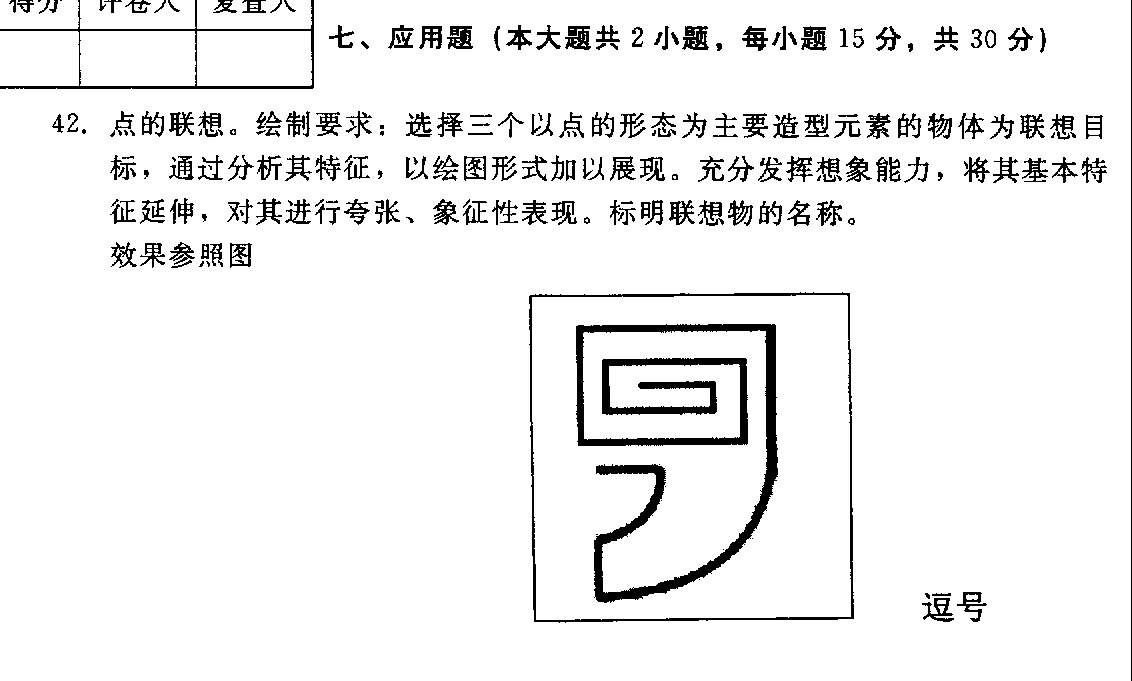 得分 评卷人 复查人
七、应用题（本大题共 2 小题，每小题 15 分，共 30 分）
42. 点的联想。绘制要求：选择三个以点的形态为主要造型元素的物体为联想目
标，通过分析其特征，以绘图形式加以展现。充分发挥想象能力，将其基本特
征延伸，对其进行夸张、象征性表现。标明联想物的名称。
效果参照图
逗号